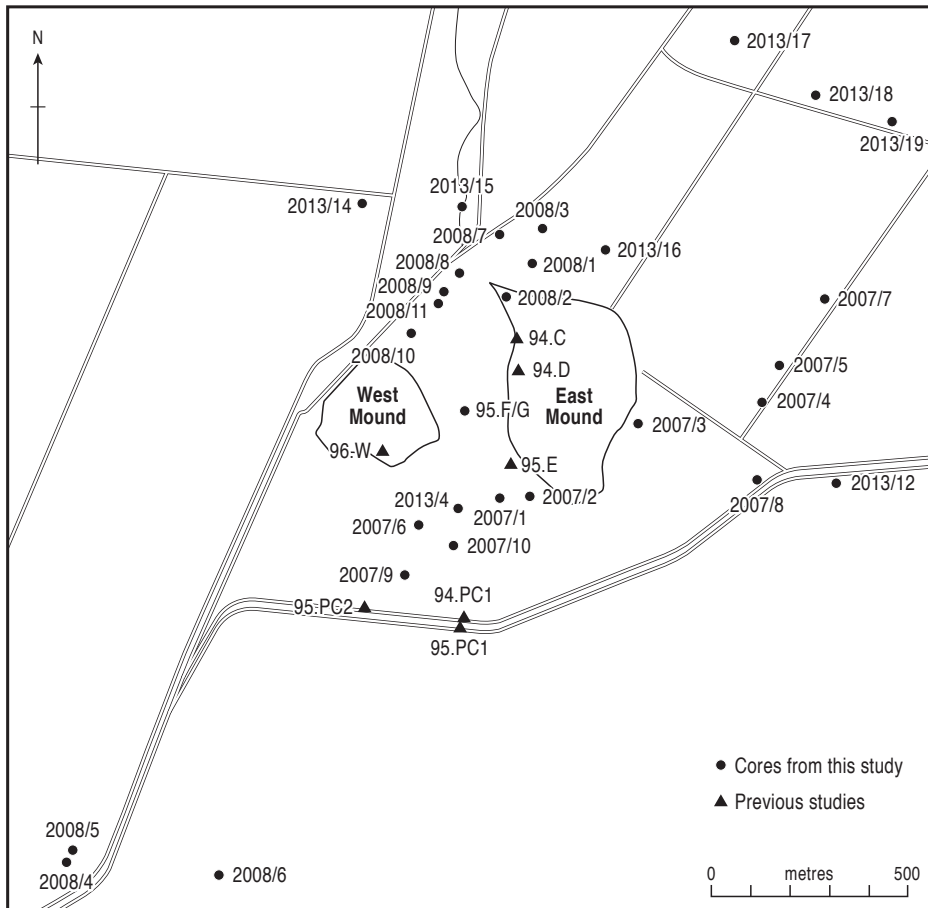 N
2013/17
2013/18
2013/19
2013/15
2013/14
2008/3
2008/7
2013/16
2008/8
2008/1
2008/9
2008/2
2007/7
2008/11
94.C
2008/10
2007/5
94.D
West
Mound
East
Mound
2007/4
95.F/G
2007/3
96.W
95.E
2007/8
2013/12
2013/4
2007/1
2007/2
2007/6
2007/10
2007/9
94.PC1
95.PC2
95.PC1
Cores from this study
Previous studies
2008/5
2008/4
2008/6
0 metres 500